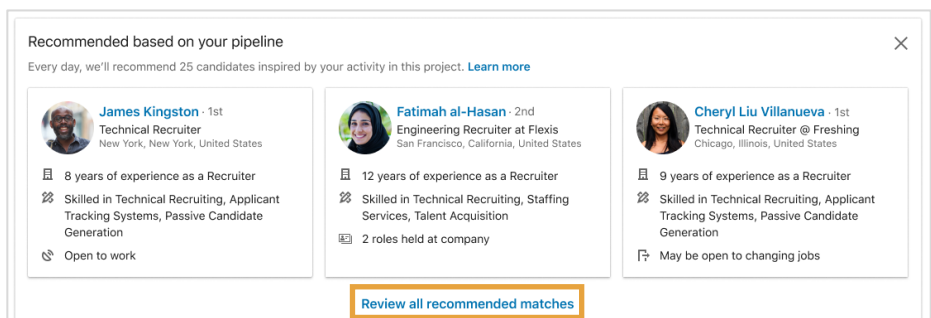 Recommended based on your pipeline
Every day, we'll recommend 25 candidates inspired by your activity in this project. Learn more
James Kingston · 1st
Technical Recruiter
New York, New York, United States
8 years of experience as a Recruiter
Skilled in Technical Recruiting, Applicant
Tracking Systems, Passive Candidate
Generation
Open to work
Fatimah al-Hasan · 2nd
Engineering Recruiter at Flexis
San Francisco, California, United States
12 years of experience as a Recruiter
Skilled in Technical Recruiting, Staffing
Services, Talent Acquisition
2 roles held at company
Cheryl Liu Villanueva · 1st
Technical Recruiter @ Freshing
Chicago, Illinois, United States
9 years of experience as a Recruiter
Skilled in Technical Recruiting, Applicant
Tracking Systems, Passive Candidate
Generation
May be open to changing jobs
Review all recommended matches